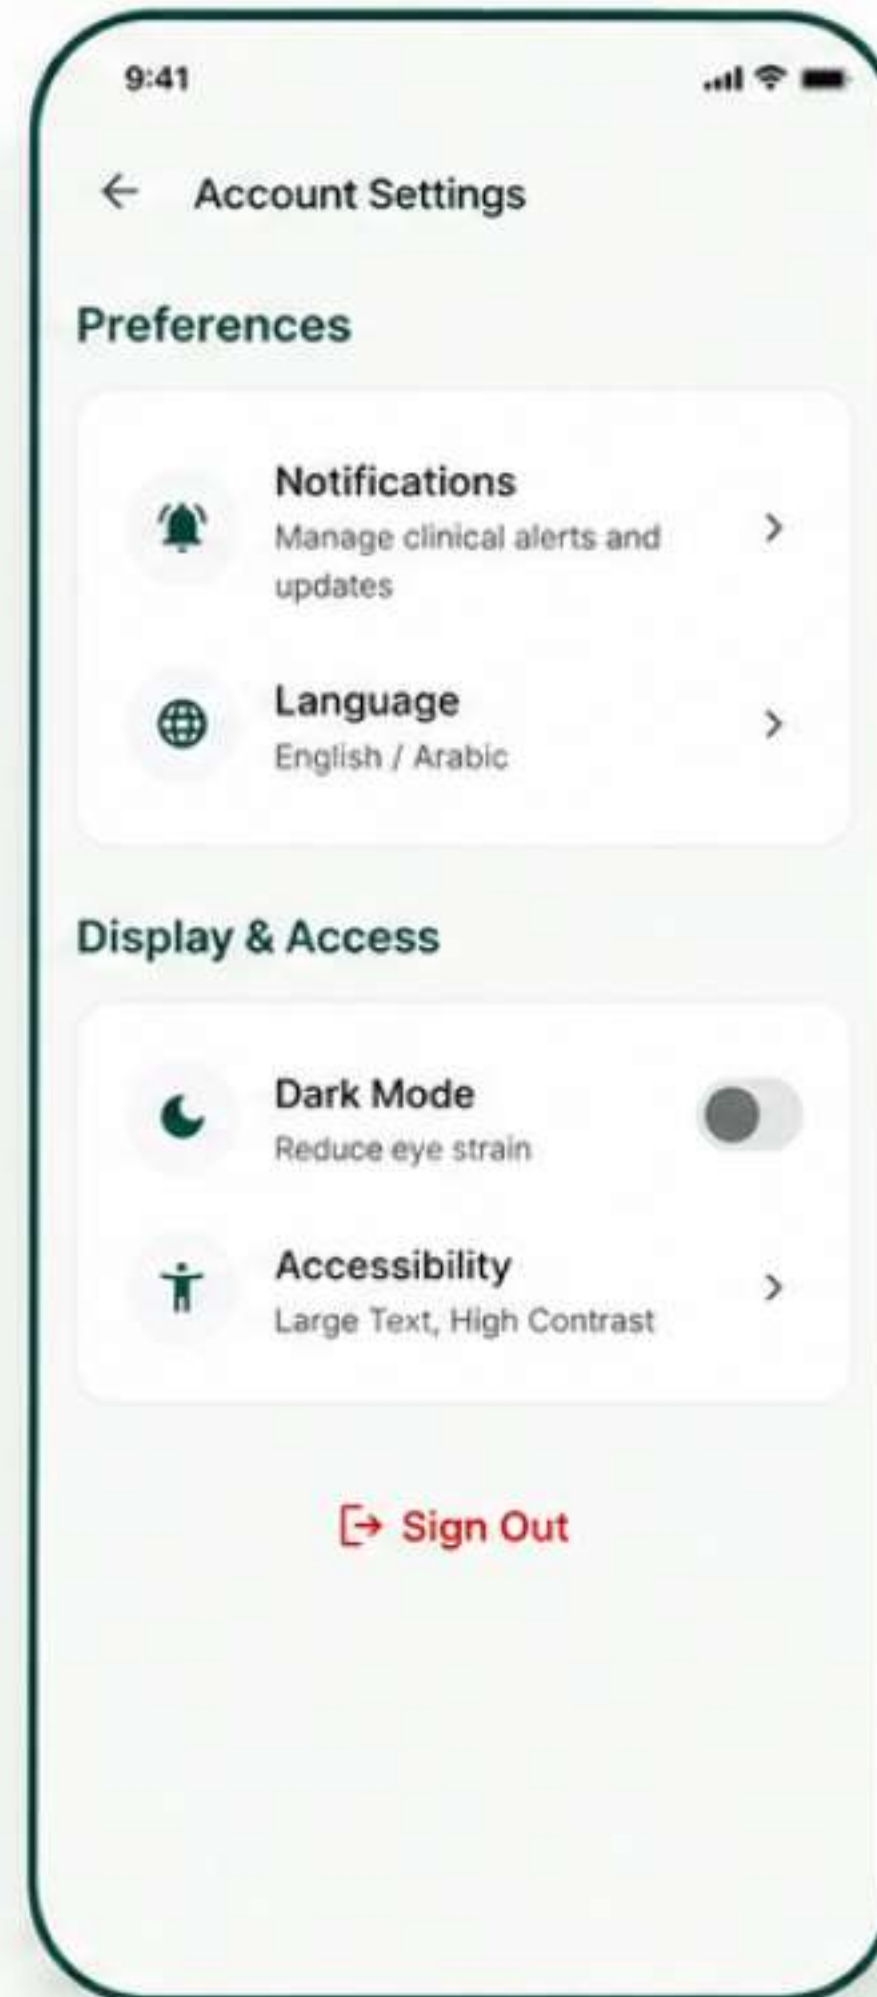 9:41
Account Settings
Preferences
Notifications
Manage clinical alerts and
updates
Language
English / Arabic
Display & Access
Dark Mode
Reduce eye strain
Accessibility
Large Text, High Contrast
Sign Out